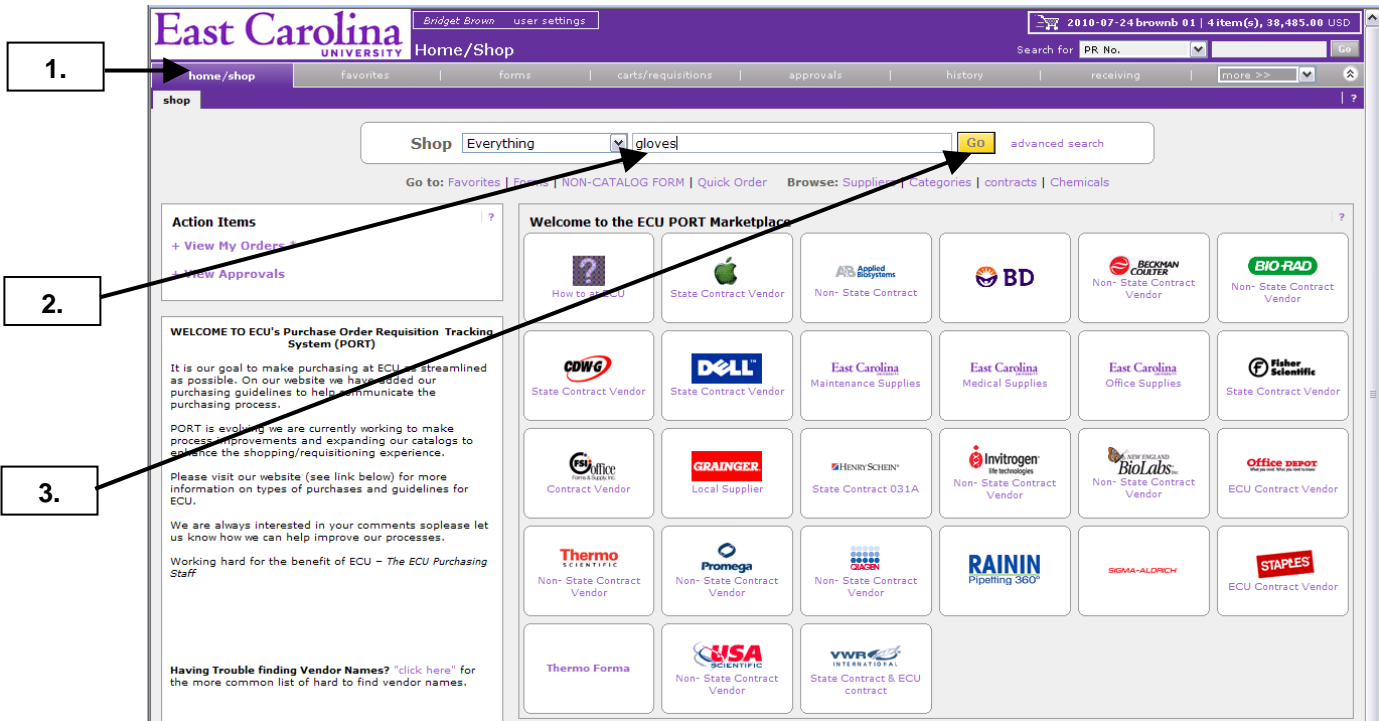 East Carolina
UNIVERSITY
Bridget Brown user settings
2010-07-24 brownb 01 | 4 item(s), 38,485.00 USD
Home/Shop
Search for PR No. Go
1.
home/shop favorites | forms | carts/requisitions | approvals | history | receiving | more >>
shop
| ?
Shop Everything gloves Go advanced search
Go to: Favorites | Forms | NON-CATALOG FORM | Quick Order Browse: Suppliers | Categories | contracts | Chemicals
Action Items ?
+ View My Orders
+ View Approvals
2.
WELCOME TO ECU's Purchase Order Requisition Tracking
System (PORT)
It is our goal to make purchasing at ECU as streamlined
as possible. On our website we have added our
purchasing guidelines to help communicate the
purchasing process.
PORT is evolving we are currently working to make
process improvements and expanding our catalogs to
enhance the shopping/requisitioning experience.
3.
Please visit our website (see link below) for more
information on types of purchases and guidelines for
ECU.
We are always interested in your comments soplease let
us know how we can help improve our processes.
Working hard for the benefit of ECU – The ECU Purchasing
Staff
Having Trouble finding Vendor Names? "click here" for
the more common list of hard to find vendor names.
Welcome to the ECU PORT Marketplace ?
?
How to at ECU
State Contract Vendor
AB Applied
Biosystems
Non- State Contract
BD
BECKMAN
COULTER
Non- State Contract
Vendor
BIO-RAD
Non- State Contract
Vendor
CDWG
State Contract Vendor
DELL
State Contract Vendor
East Carolina
Maintenance Supplies
East Carolina
Medical Supplies
East Carolina
Office Supplies
Fisher
Scientific
State Contract Vendor
FSI office
Forms & Supply, Inc.
Contract Vendor
GRAINGER
Local Supplier
HENRY SCHEIN
State Contract 031A
Invitrogen
life technologies
Non- State Contract
Vendor
NEW ENGLAND
BioLabs Inc.
Non- State Contract
Vendor
Office DEPOT
ECU Contract Vendor
Thermo
SCIENTIFIC
Non- State Contract
Vendor
Promega
Non- State Contract
Vendor
QIAGEN
Non- State Contract
Vendor
RAININ
Pipetting 360°
SIGMA-ALDRICH
STAPLES
ECU Contract Vendor
Thermo Forma
USA
SCIENTIFIC
Non- State Contract
Vendor
VWR
INTERNATIONAL
State Contract & ECU
contract